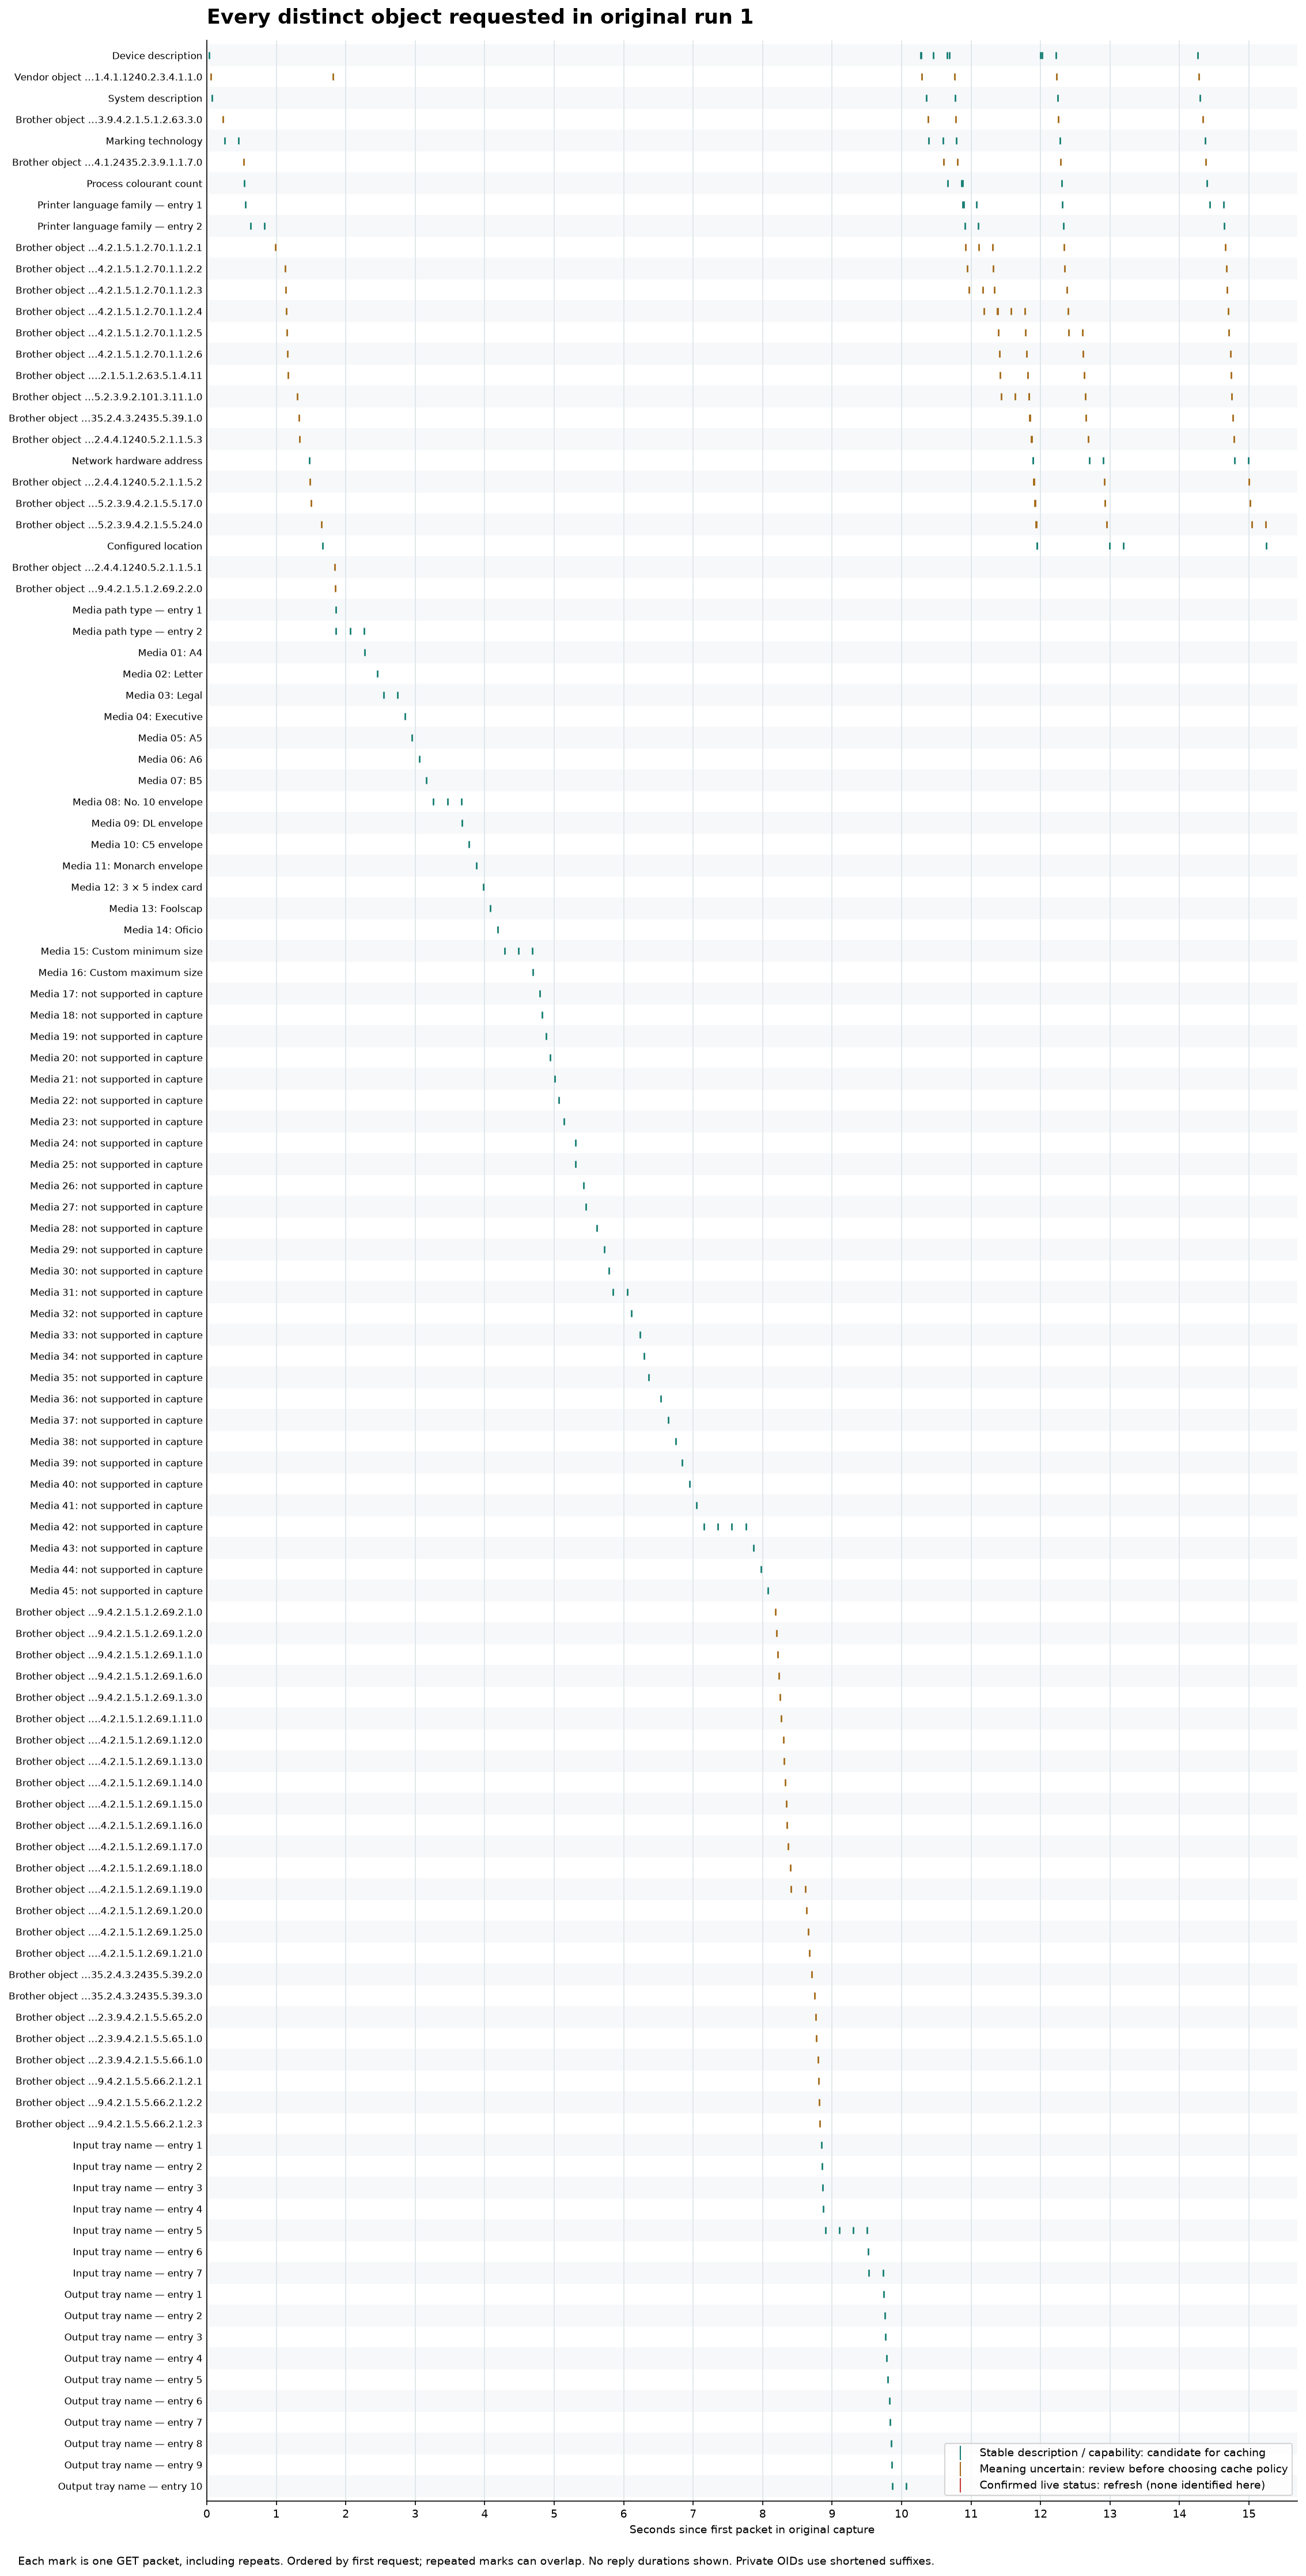 Every distinct object requested in original run 1
Device description
Vendor object …1.4.1.1240.2.3.4.1.1.0
System description
Brother object …3.9.4.2.1.5.1.2.63.3.0
Marking technology
Brother object …4.1.2435.2.3.9.1.1.7.0
Process colourant count
Printer language family — entry 1
Printer language family — entry 2
Brother object …4.2.1.5.1.2.70.1.1.2.1
Brother object …4.2.1.5.1.2.70.1.1.2.2
Brother object …4.2.1.5.1.2.70.1.1.2.3
Brother object …4.2.1.5.1.2.70.1.1.2.4
Brother object …4.2.1.5.1.2.70.1.1.2.5
Brother object …4.2.1.5.1.2.70.1.1.2.6
Brother object ….2.1.5.1.2.63.5.1.4.11
Brother object …5.2.3.9.2.101.3.11.1.0
Brother object …35.2.4.3.2435.5.39.1.0
Brother object …2.4.4.1240.5.2.1.1.5.3
Network hardware address
Brother object …2.4.4.1240.5.2.1.1.5.2
Brother object …5.2.3.9.4.2.1.5.5.17.0
Brother object …5.2.3.9.4.2.1.5.5.24.0
Configured location
Brother object …2.4.4.1240.5.2.1.1.5.1
Brother object …9.4.2.1.5.1.2.69.2.2.0
Media path type — entry 1
Media path type — entry 2
Media 01: A4
Media 02: Letter
Media 03: Legal
Media 04: Executive
Media 05: A5
Media 06: A6
Media 07: B5
Media 08: No. 10 envelope
Media 09: DL envelope
Media 10: C5 envelope
Media 11: Monarch envelope
Media 12: 3 × 5 index card
Media 13: Foolscap
Media 14: Oficio
Media 15: Custom minimum size
Media 16: Custom maximum size
Media 17: not supported in capture
Media 18: not supported in capture
Media 19: not supported in capture
Media 20: not supported in capture
Media 21: not supported in capture
Media 22: not supported in capture
Media 23: not supported in capture
Media 24: not supported in capture
Media 25: not supported in capture
Media 26: not supported in capture
Media 27: not supported in capture
Media 28: not supported in capture
Media 29: not supported in capture
Media 30: not supported in capture
Media 31: not supported in capture
Media 32: not supported in capture
Media 33: not supported in capture
Media 34: not supported in capture
Media 35: not supported in capture
Media 36: not supported in capture
Media 37: not supported in capture
Media 38: not supported in capture
Media 39: not supported in capture
Media 40: not supported in capture
Media 41: not supported in capture
Media 42: not supported in capture
Media 43: not supported in capture
Media 44: not supported in capture
Media 45: not supported in capture
Brother object …9.4.2.1.5.1.2.69.2.1.0
Brother object …9.4.2.1.5.1.2.69.1.2.0
Brother object …9.4.2.1.5.1.2.69.1.1.0
Brother object …9.4.2.1.5.1.2.69.1.6.0
Brother object …9.4.2.1.5.1.2.69.1.3.0
Brother object ….4.2.1.5.1.2.69.1.11.0
Brother object ….4.2.1.5.1.2.69.1.12.0
Brother object ….4.2.1.5.1.2.69.1.13.0
Brother object ….4.2.1.5.1.2.69.1.14.0
Brother object ….4.2.1.5.1.2.69.1.15.0
Brother object ….4.2.1.5.1.2.69.1.16.0
Brother object ….4.2.1.5.1.2.69.1.17.0
Brother object ….4.2.1.5.1.2.69.1.18.0
Brother object ….4.2.1.5.1.2.69.1.19.0
Brother object ….4.2.1.5.1.2.69.1.20.0
Brother object ….4.2.1.5.1.2.69.1.25.0
Brother object ….4.2.1.5.1.2.69.1.21.0
Brother object …35.2.4.3.2435.5.39.2.0
Brother object …35.2.4.3.2435.5.39.3.0
Brother object …2.3.9.4.2.1.5.5.65.2.0
Brother object …2.3.9.4.2.1.5.5.65.1.0
Brother object …2.3.9.4.2.1.5.5.66.1.0
Brother object …9.4.2.1.5.5.66.2.1.2.1
Brother object …9.4.2.1.5.5.66.2.1.2.2
Brother object …9.4.2.1.5.5.66.2.1.2.3
Input tray name — entry 1
Input tray name — entry 2
Input tray name — entry 3
Input tray name — entry 4
Input tray name — entry 5
Input tray name — entry 6
Input tray name — entry 7
Output tray name — entry 1
Output tray name — entry 2
Output tray name — entry 3
Output tray name — entry 4
Output tray name — entry 5
Output tray name — entry 6
Output tray name — entry 7
Output tray name — entry 8
Output tray name — entry 9
Output tray name — entry 10
Stable description / capability: candidate for caching
Meaning uncertain: review before choosing cache policy
Confirmed live status: refresh (none identified here)
0 1 2 3 4 5 6 7 8 9 10 11 12 13 14 15
Seconds since first packet in original capture
Each mark is one GET packet, including repeats. Ordered by first request; repeated marks can overlap. No reply durations shown. Private OIDs use shortened suffixes.